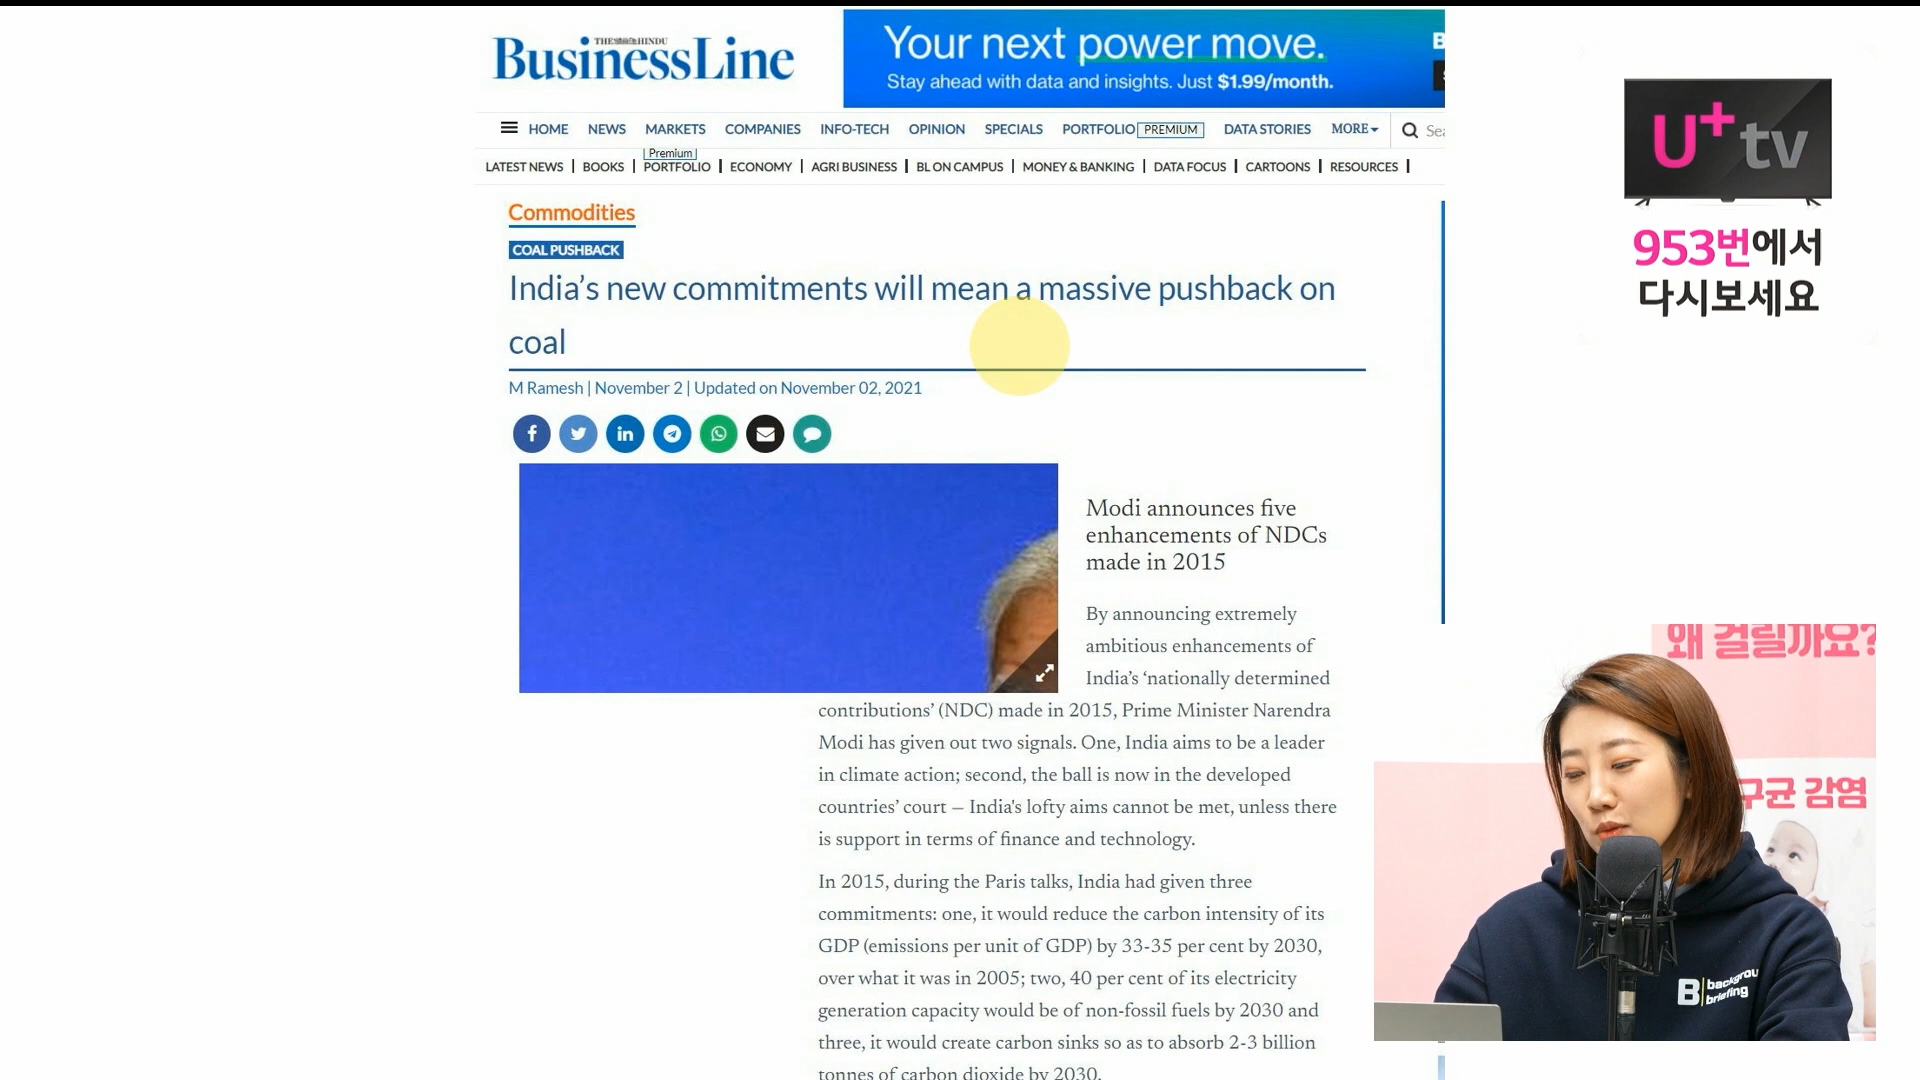 THE HINDU
BusinessLine
Your next power move.
Stay ahead with data and insights. Just $1.99/month.
HOME NEWS MARKETS COMPANIES INFO-TECH OPINION SPECIALS PORTFOLIO PREMIUM DATA STORIES MORE
Premium
LATEST NEWS | BOOKS | PORTFOLIO | ECONOMY | AGRI BUSINESS | BL ON CAMPUS | MONEY & BANKING | DATA FOCUS | CARTOONS | RESOURCES |
Commodities
COAL PUSHBACK
India’s new commitments will mean a massive pushback on
coal
M Ramesh | November 2 | Updated on November 02, 2021
Modi announces five
enhancements of NDCs
made in 2015
By announcing extremely
ambitious enhancements of
India’s ‘nationally determined
contributions’ (NDC) made in 2015, Prime Minister Narendra
Modi has given out two signals. One, India aims to be a leader
in climate action; second, the ball is now in the developed
countries’ court — India's lofty aims cannot be met, unless there
is support in terms of finance and technology.
In 2015, during the Paris talks, India had given three
commitments: one, it would reduce the carbon intensity of its
GDP (emissions per unit of GDP) by 33-35 per cent by 2030,
over what it was in 2005; two, 40 per cent of its electricity
generation capacity would be of non-fossil fuels by 2030 and
three, it would create carbon sinks so as to absorb 2-3 billion
tonnes of carbon dioxide by 2030.
U+ tv
953번에서
다시보세요
왜 걸릴까요?
구균 감염
B backgrou
briefing